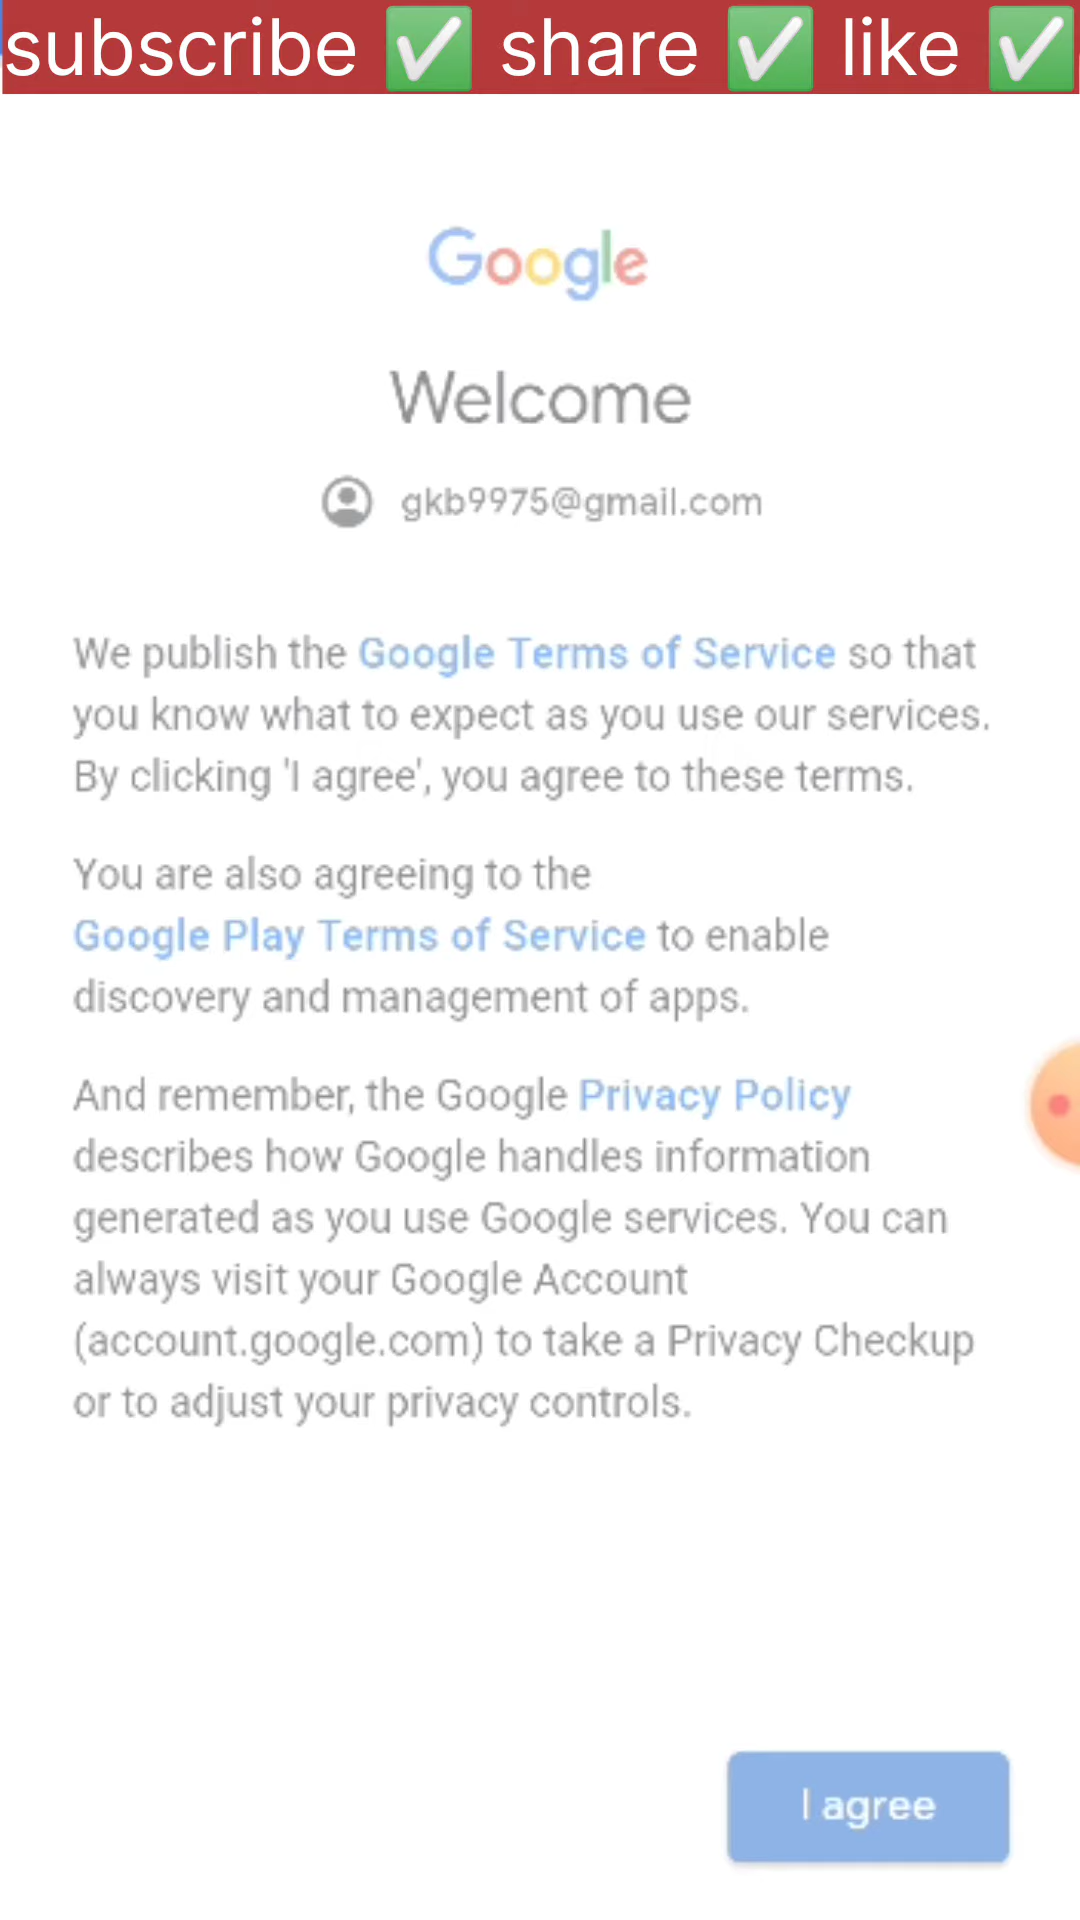 subscribe ✅ share ✅ like ✅
Google
Welcome
gkb9975@gmail.com
We publish the Google Terms of Service so that
you know what to expect as you use our services.
By clicking 'I agree', you agree to these terms.
You are also agreeing to the
Google Play Terms of Service to enable
discovery and management of apps.
And remember, the Google Privacy Policy
describes how Google handles information
generated as you use Google services. You can
always visit your Google Account
(account.google.com) to take a Privacy Checkup
or to adjust your privacy controls.
I agree